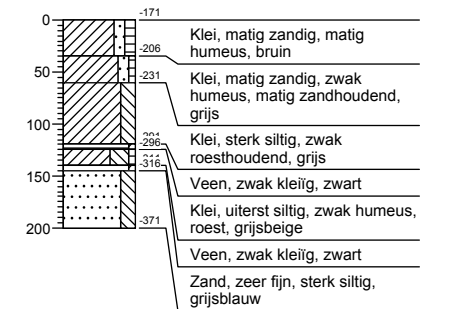 0
-171
Klei, matig zandig, matig
humeus, bruin
-206
50
Klei, matig zandig, zwak
humeus, matig zandhoudend,
grijs
-231
100
Klei, sterk siltig, zwak
roesthoudend, grijs
-296
Veen, zwak kleiïg, zwart
-316
150
Klei, uiterst siltig, zwak humeus,
roest, grijsbeige
Veen, zwak kleiïg, zwart
-371
200
Zand, zeer fijn, sterk siltig,
grijsblauw